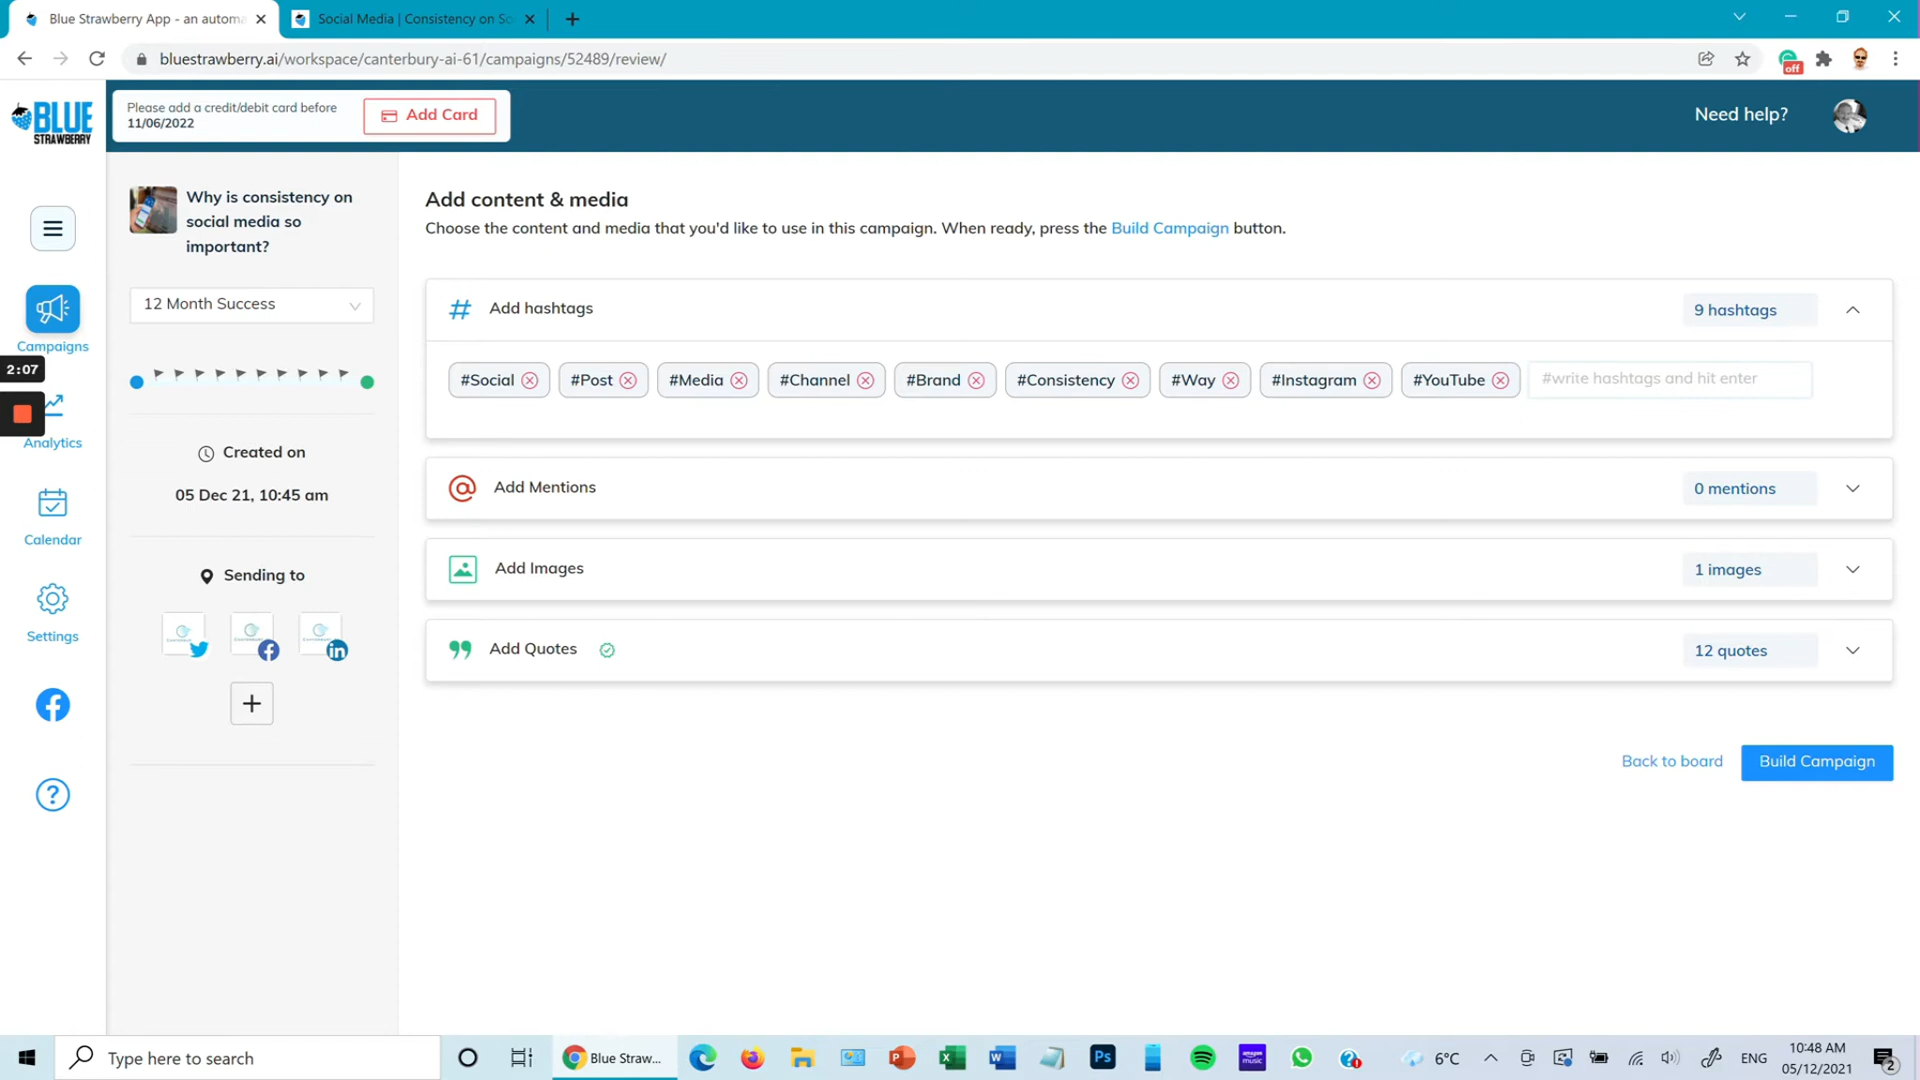 Blue Strawberry App - an automa
Social Media | Consistency on So
bluestrawberry.ai/workspace/canterbury-ai-61/campaigns/52489/review/
off
BLUE
STRAWBERRY
Please add a credit/debit card before
11/06/2022
Add Card
Need help?
Why is consistency on
social media so
important?
12 Month Success
Created on
05 Dec 21, 10:45 am
Sending to
Campaigns
2:07
Analytics
Calendar
Settings
Add content & media
Choose the content and media that you'd like to use in this campaign. When ready, press the Build Campaign button.
# Add hashtags
9 hashtags
#Social #Post #Media #Channel #Brand #Consistency #Way #Instagram #YouTube #write hashtags and hit enter
@ Add Mentions
0 mentions
Add Images
1 images
Add Quotes
12 quotes
Back to board
Build Campaign
Type here to search
Blue Straw...
Ps
amazon music
6°C
ENG
10:48 AM
05/12/2021
2